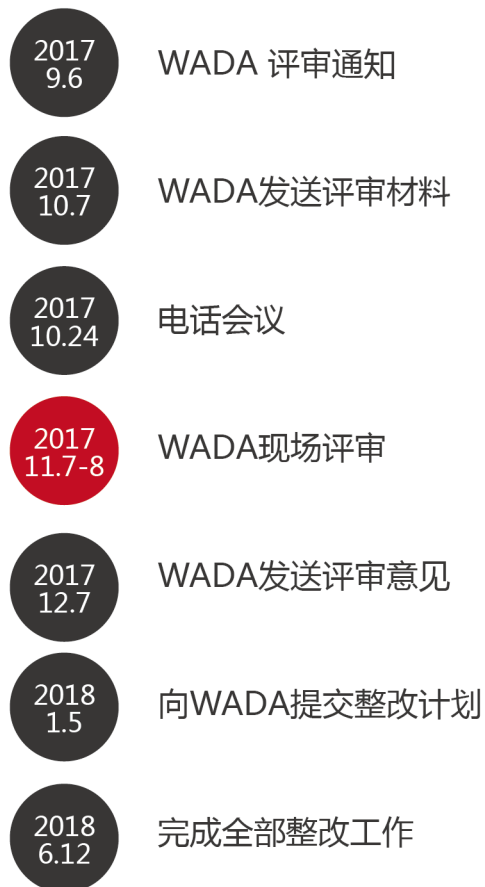 2017
9.6
WADA 评审通知
2017
10.7
WADA发送评审材料
2017
10.24
电话会议
2017
11.7-8
WADA现场评审
2017
12.7
WADA发送评审意见
2018
1.5
向WADA提交整改计划
2018
6.12
完成全部整改工作